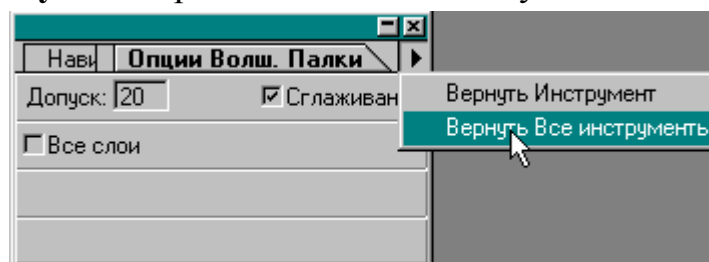 Нави Опции Волш. Палки
Допуск: 20 Сглаживан
Вернуть Инструмент
Вернуть Все инструменты
Все слои